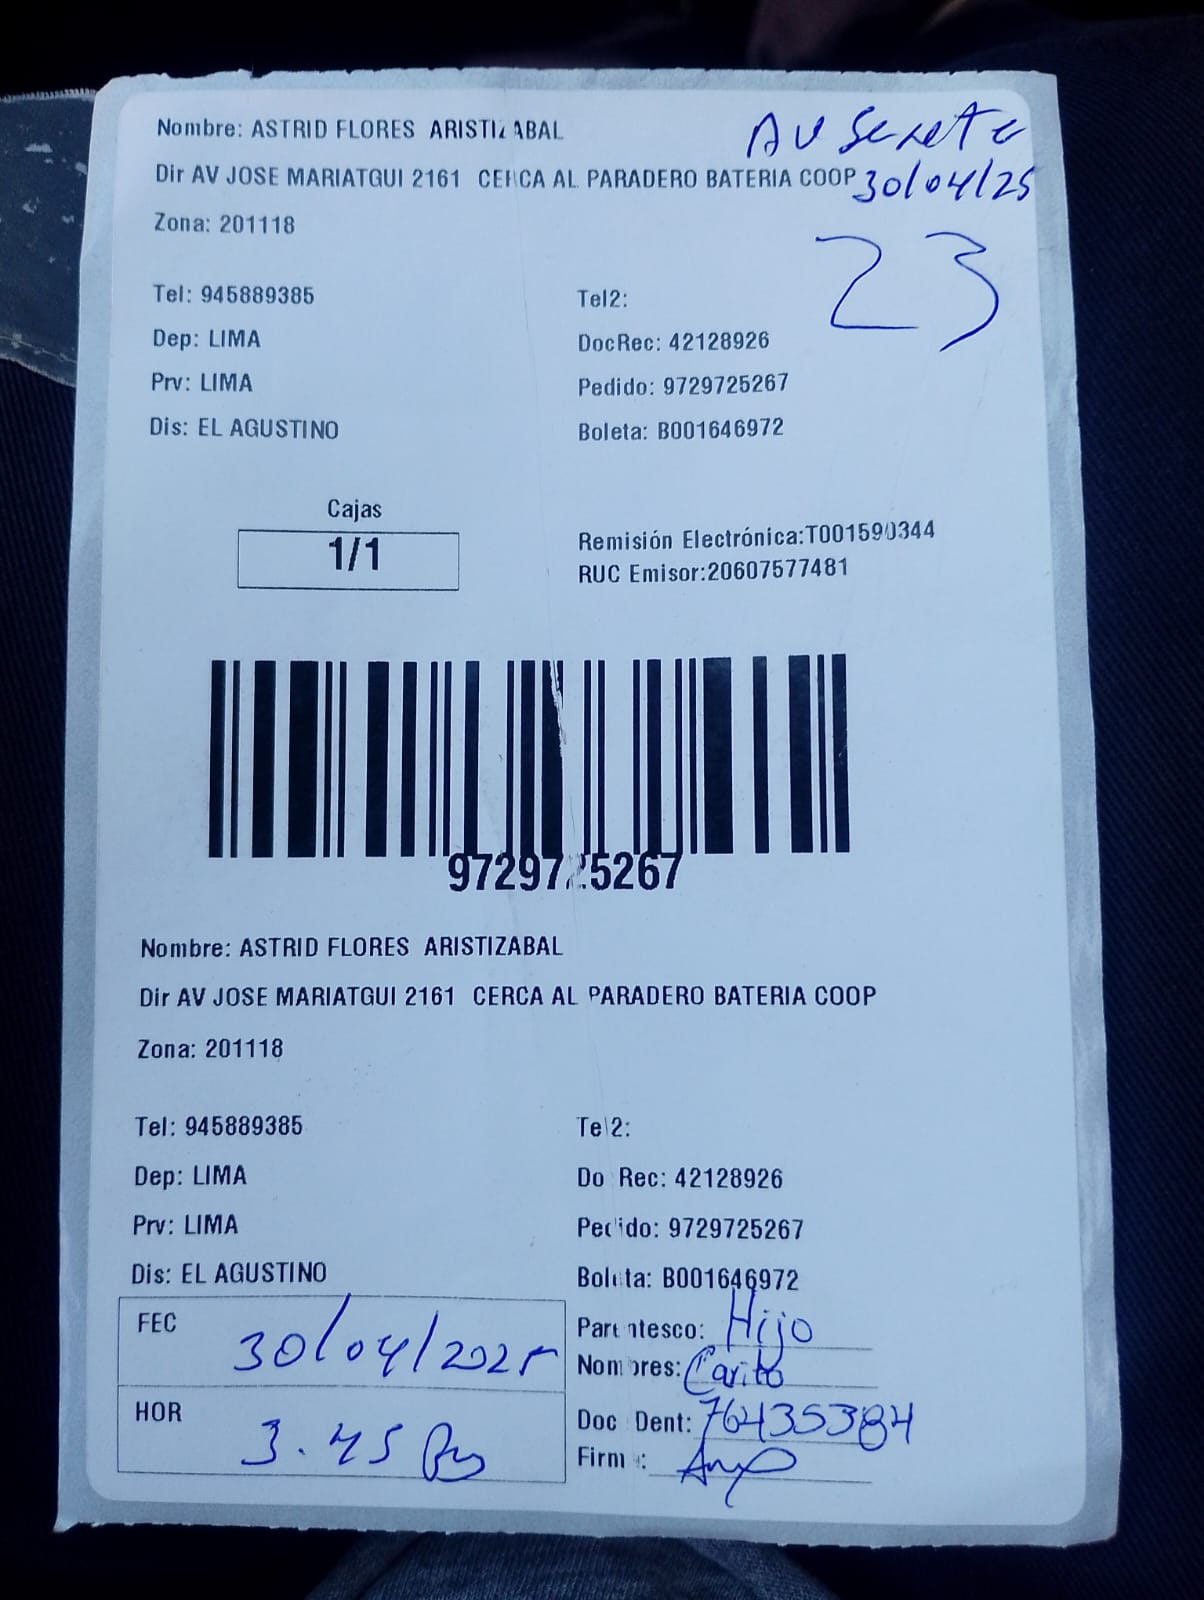 Nombre: ASTRID FLORES ARISTIZABAL
AUSENTE
Dir AV JOSE MARIATGUI 2161 CERCA AL PARADERO BATERIA COOP
30/04/25
Zona: 201118
23
Tel: 945889385
Tel2:
Dep: LIMA
DocRec: 42128926
Prv: LIMA
Pedido: 9729725267
Dis: EL AGUSTINO
Boleta: B001646972
Cajas
1/1
Remisión Electrónica:T001590344
RUC Emisor:20607577481
9729725267
Nombre: ASTRID FLORES ARISTIZABAL
Dir AV JOSE MARIATGUI 2161 CERCA AL PARADERO BATERIA COOP
Zona: 201118
Tel: 945889385
Tel2:
Dep: LIMA
DocRec: 42128926
Prv: LIMA
Pedido: 9729725267
Dis: EL AGUSTINO
Boleta: B001646972
FEC 30/04/2025
Parentesco: Hijo
Nombres: Carito
HOR 3.45
Doc Dent: 76435384
Firma: